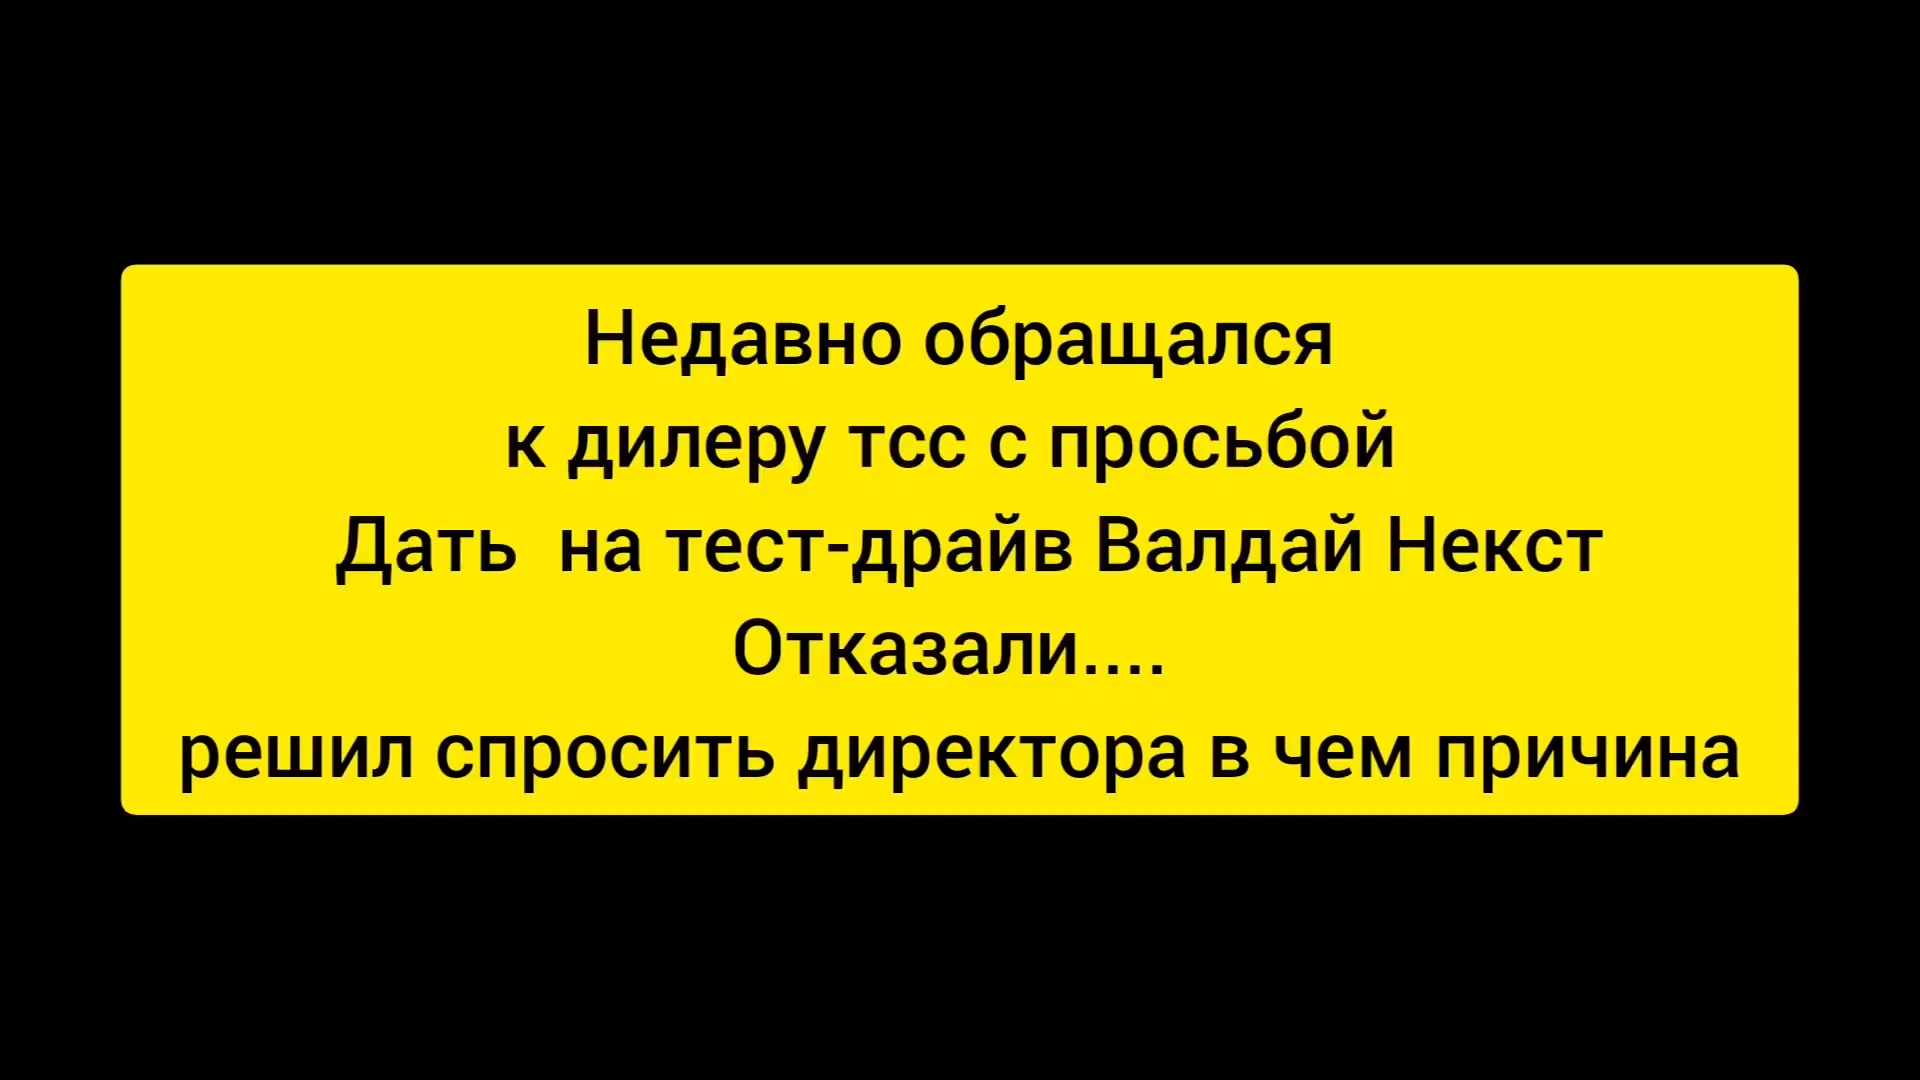 Недавно обращался
к дилеру тсс с просьбой
Дать  на тест-драйв Валдай Некст
Отказали....
решил спросить директора в чем причина